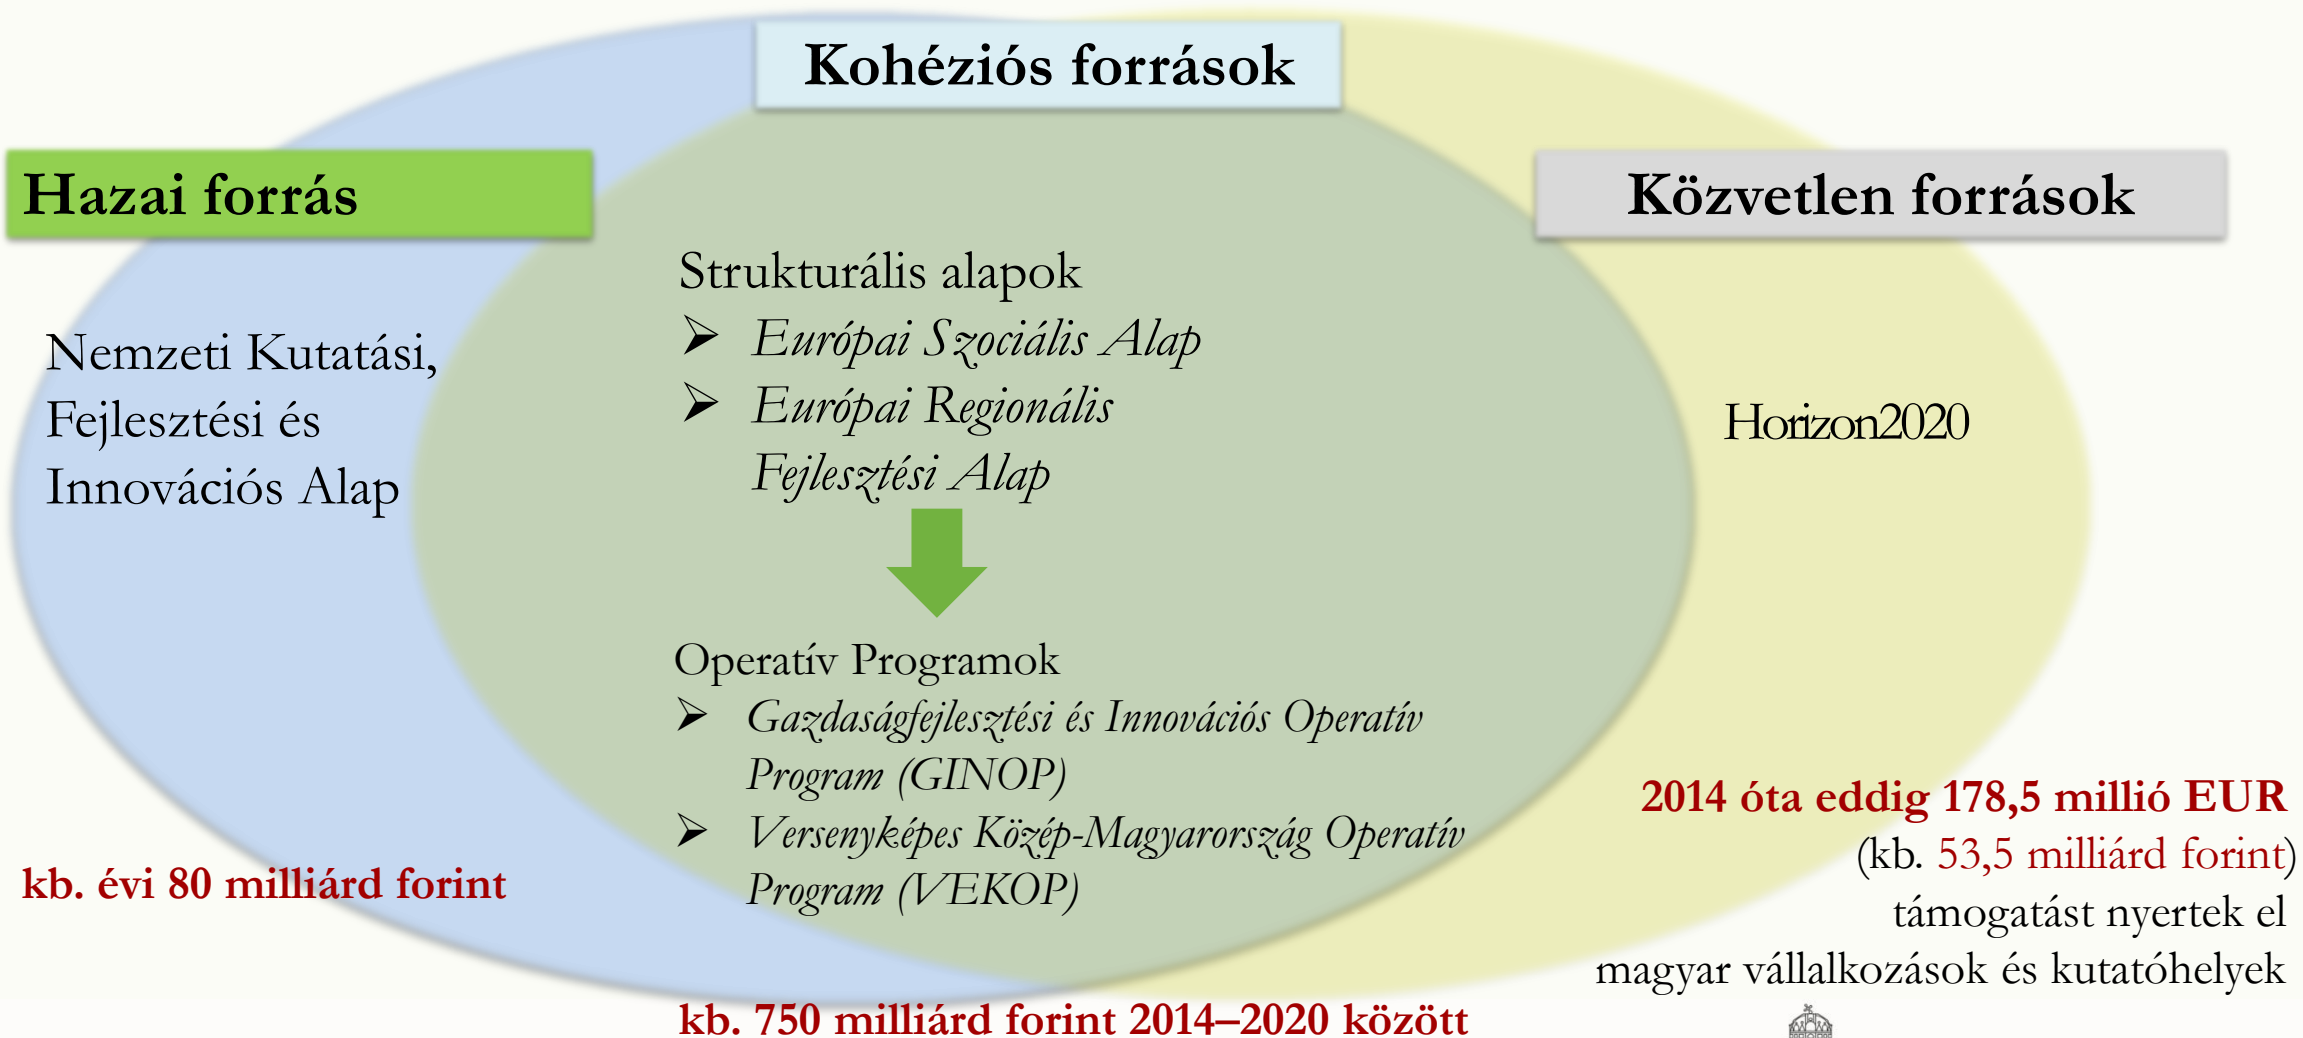 Kohéziós források
Hazai forrás
Nemzeti Kutatási,
Fejlesztési és
Innovációs Alap
kb. évi 80 milliárd forint
Strukturális alapok
➢ Európai Szociális Alap
➢ Európai Regionális
Fejlesztési Alap
Operatív Programok
➢ Gazdaságfejlesztési és Innovációs Operatív
Program (GINOP)
➢ Versenyképes Közép-Magyarország Operatív
Program (VEKOP)
kb. 750 milliárd forint 2014–2020 között
Közvetlen források
Horizon2020
2014 óta eddig 178,5 millió EUR
(kb. 53,5 milliárd forint)
támogatást nyertek el
magyar vállalkozások és kutatóhelyek